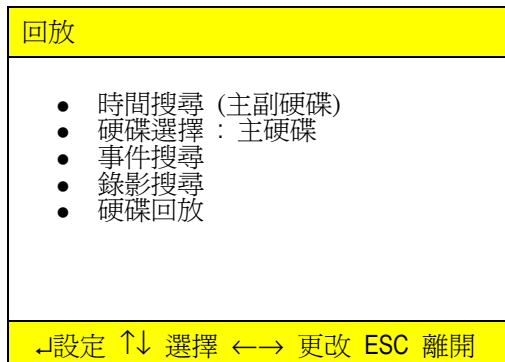 回放
● 時間搜尋 (主副硬碟)
● 硬碟選擇 : 主硬碟
● 事件搜尋
● 錄影搜尋
● 硬碟回放
↵設定 ↑↓ 選擇 ←→ 更改 ESC 離開